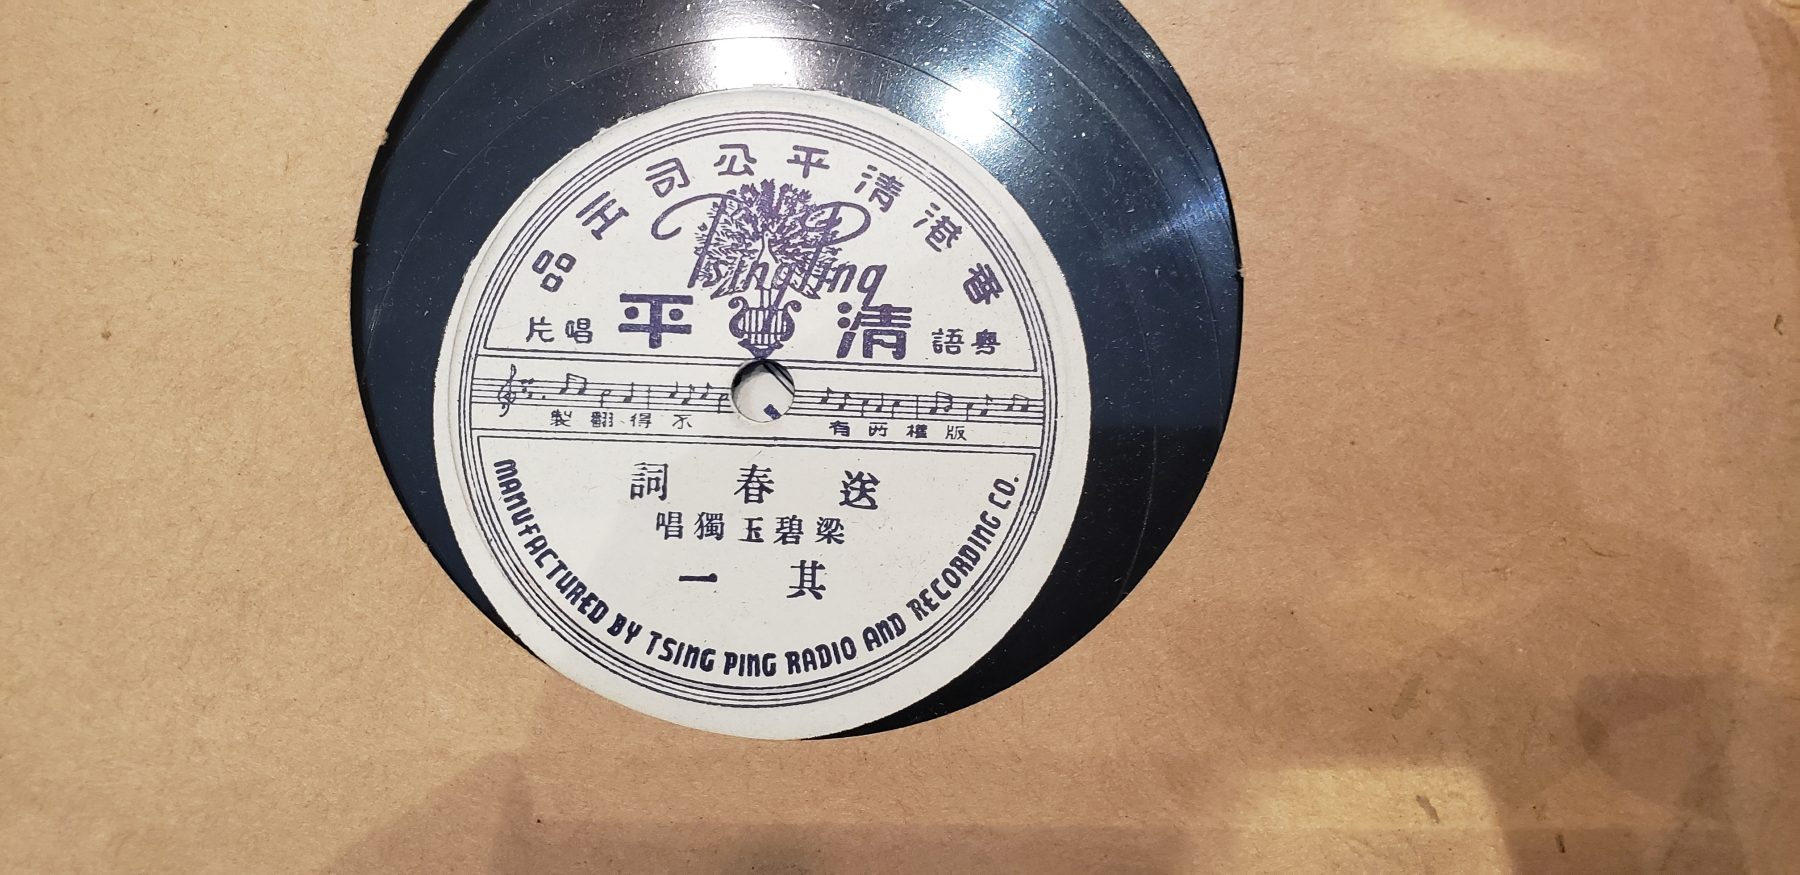 香港清平公司出品
Tsing Ping
粵語 清平 唱片
版權所有 不得翻製
送春詞
梁碧玉獨唱
其一
MANUFACTURED BY TSING PING RADIO AND RECORDING CO.